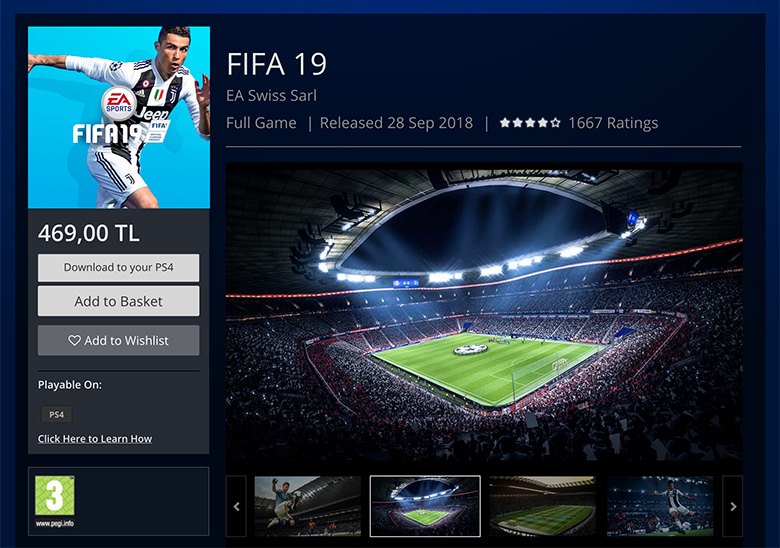 EA
SPORTS
Jeep
FIFA19
FIFA 19
EA Swiss Sarl
Full Game | Released 28 Sep 2018 | 1667 Ratings
469,00 TL
Download to your PS4
Add to Basket
Add to Wishlist
Playable On:
PS4
Click Here to Learn How
3
www.pegi.info